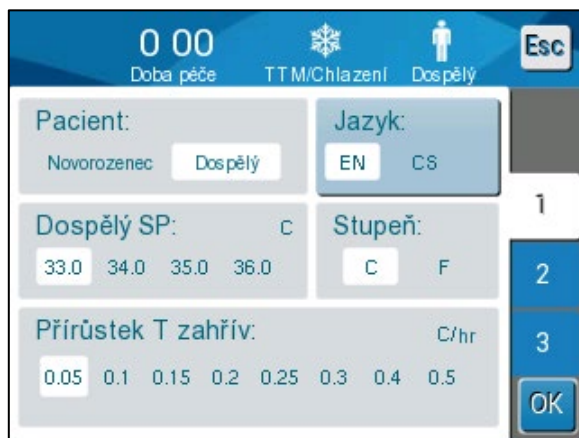 0 00
Doba péče
TTM/Chlazení
Dospělý
Esc
Pacient:
Novorozenec Dospělý
Jazyk:
EN CS
Dospělý SP: C
33.0 34.0 35.0 36.0
Stupeň:
C F
Přírůstek T zahřív: C/hr
0.05 0.1 0.15 0.2 0.25 0.3 0.4 0.5
1
2
3
OK